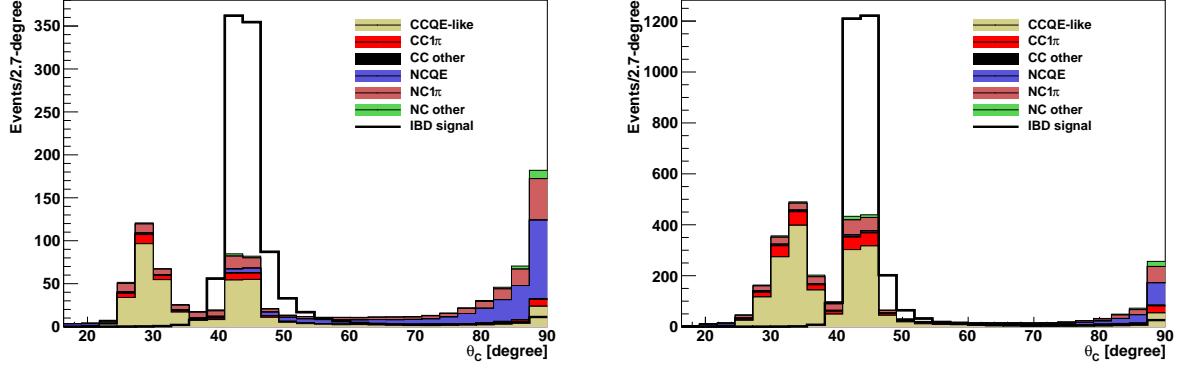 Events/2.7-degree
350
300
250
200
150
100
50
0
CCQE-like
CC1π
CC other
NCQE
NC1π
NC other
IBD signal
20 30 40 50 60 70 80 90
θC [degree]
Events/2.7-degree
1200
1000
800
600
400
200
0
CCQE-like
CC1π
CC other
NCQE
NC1π
NC other
IBD signal
20 30 40 50 60 70 80 90
θC [degree]